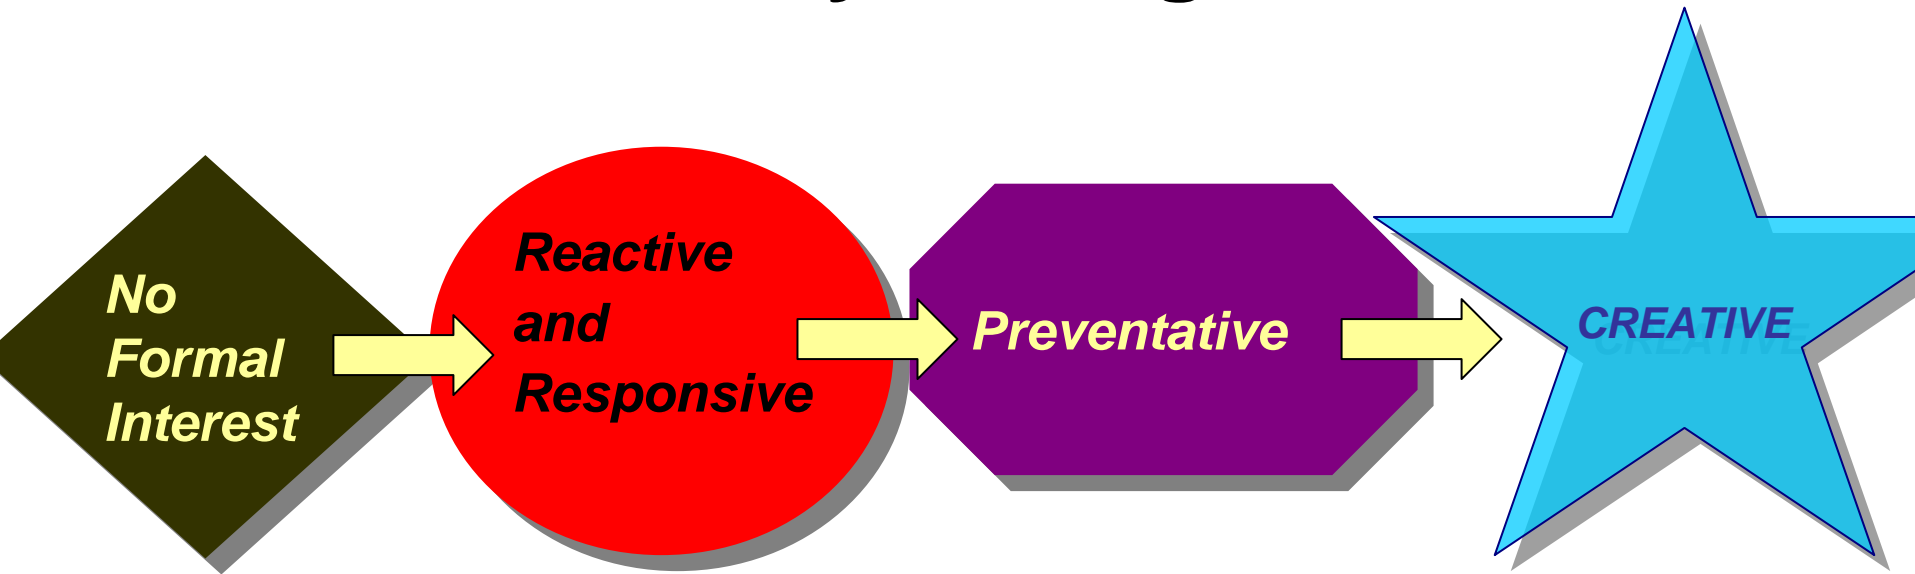 No
Formal
Interest
Reactive
and
Responsive
Preventative
CREATIVE